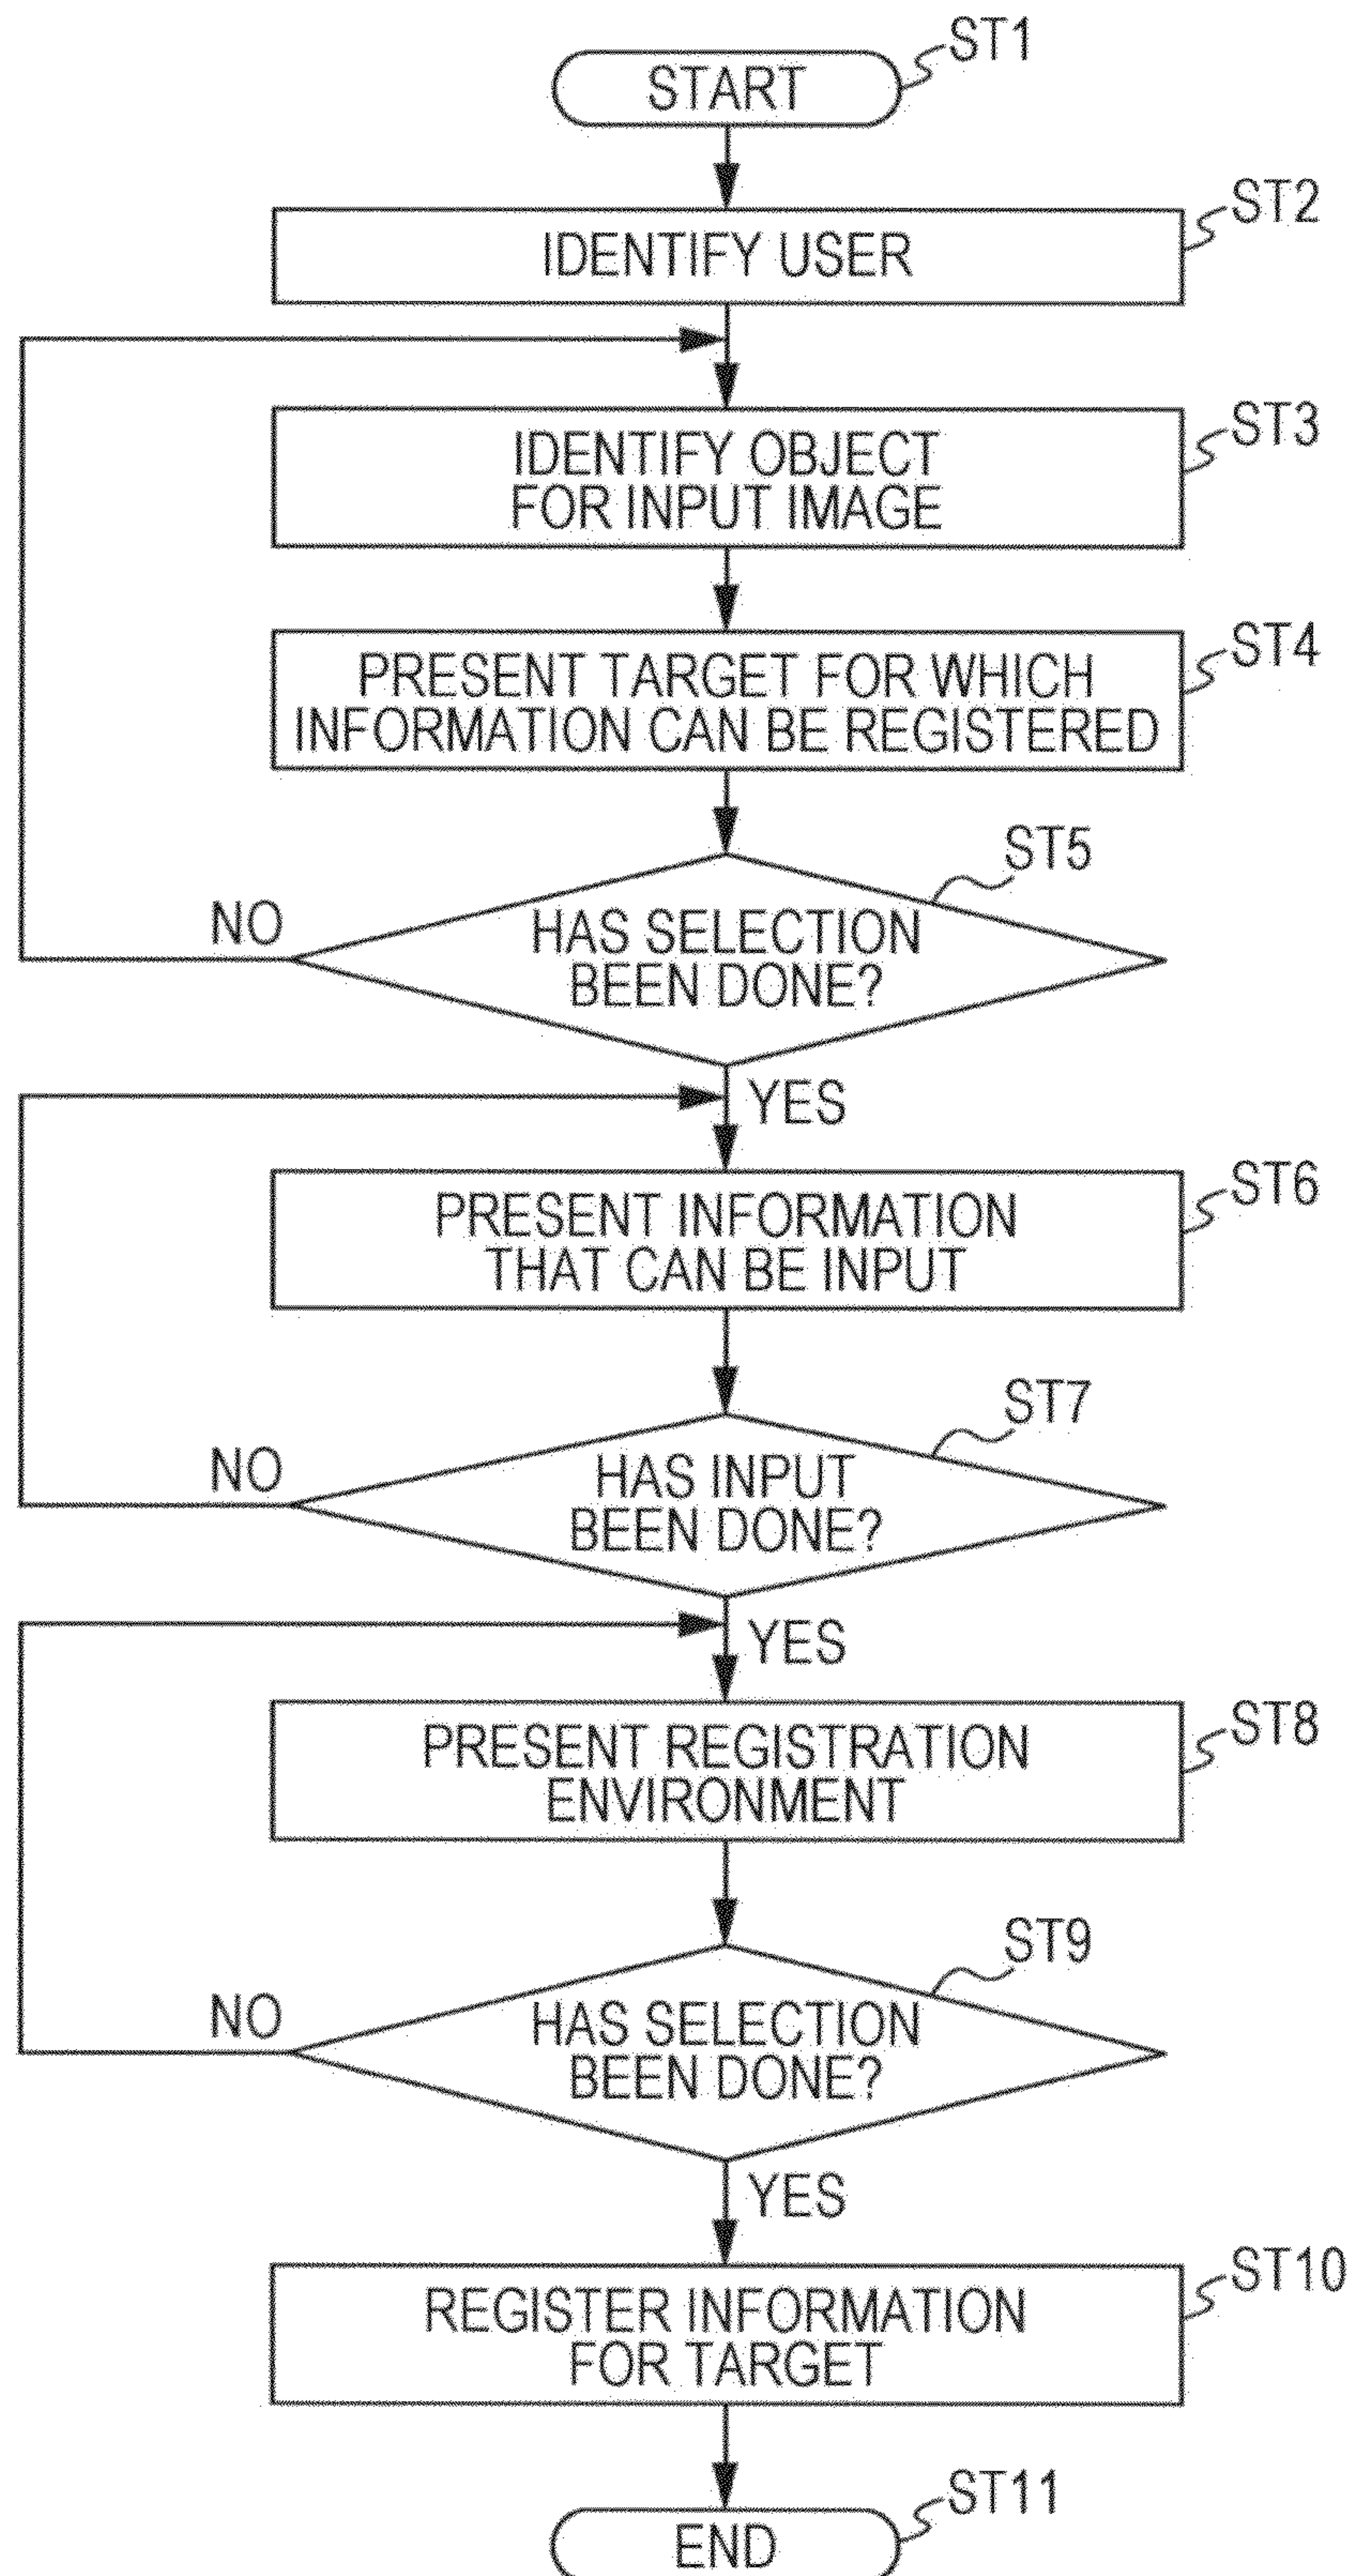 START
ST1
IDENTIFY USER
ST2
IDENTIFY OBJECT
FOR INPUT IMAGE
ST3
PRESENT TARGET FOR WHICH
INFORMATION CAN BE REGISTERED
ST4
HAS SELECTION
BEEN DONE?
ST5
NO
YES
PRESENT INFORMATION
THAT CAN BE INPUT
ST6
HAS INPUT
BEEN DONE?
ST7
NO
YES
PRESENT REGISTRATION
ENVIRONMENT
ST8
HAS SELECTION
BEEN DONE?
ST9
NO
YES
REGISTER INFORMATION
FOR TARGET
ST10
END
ST11